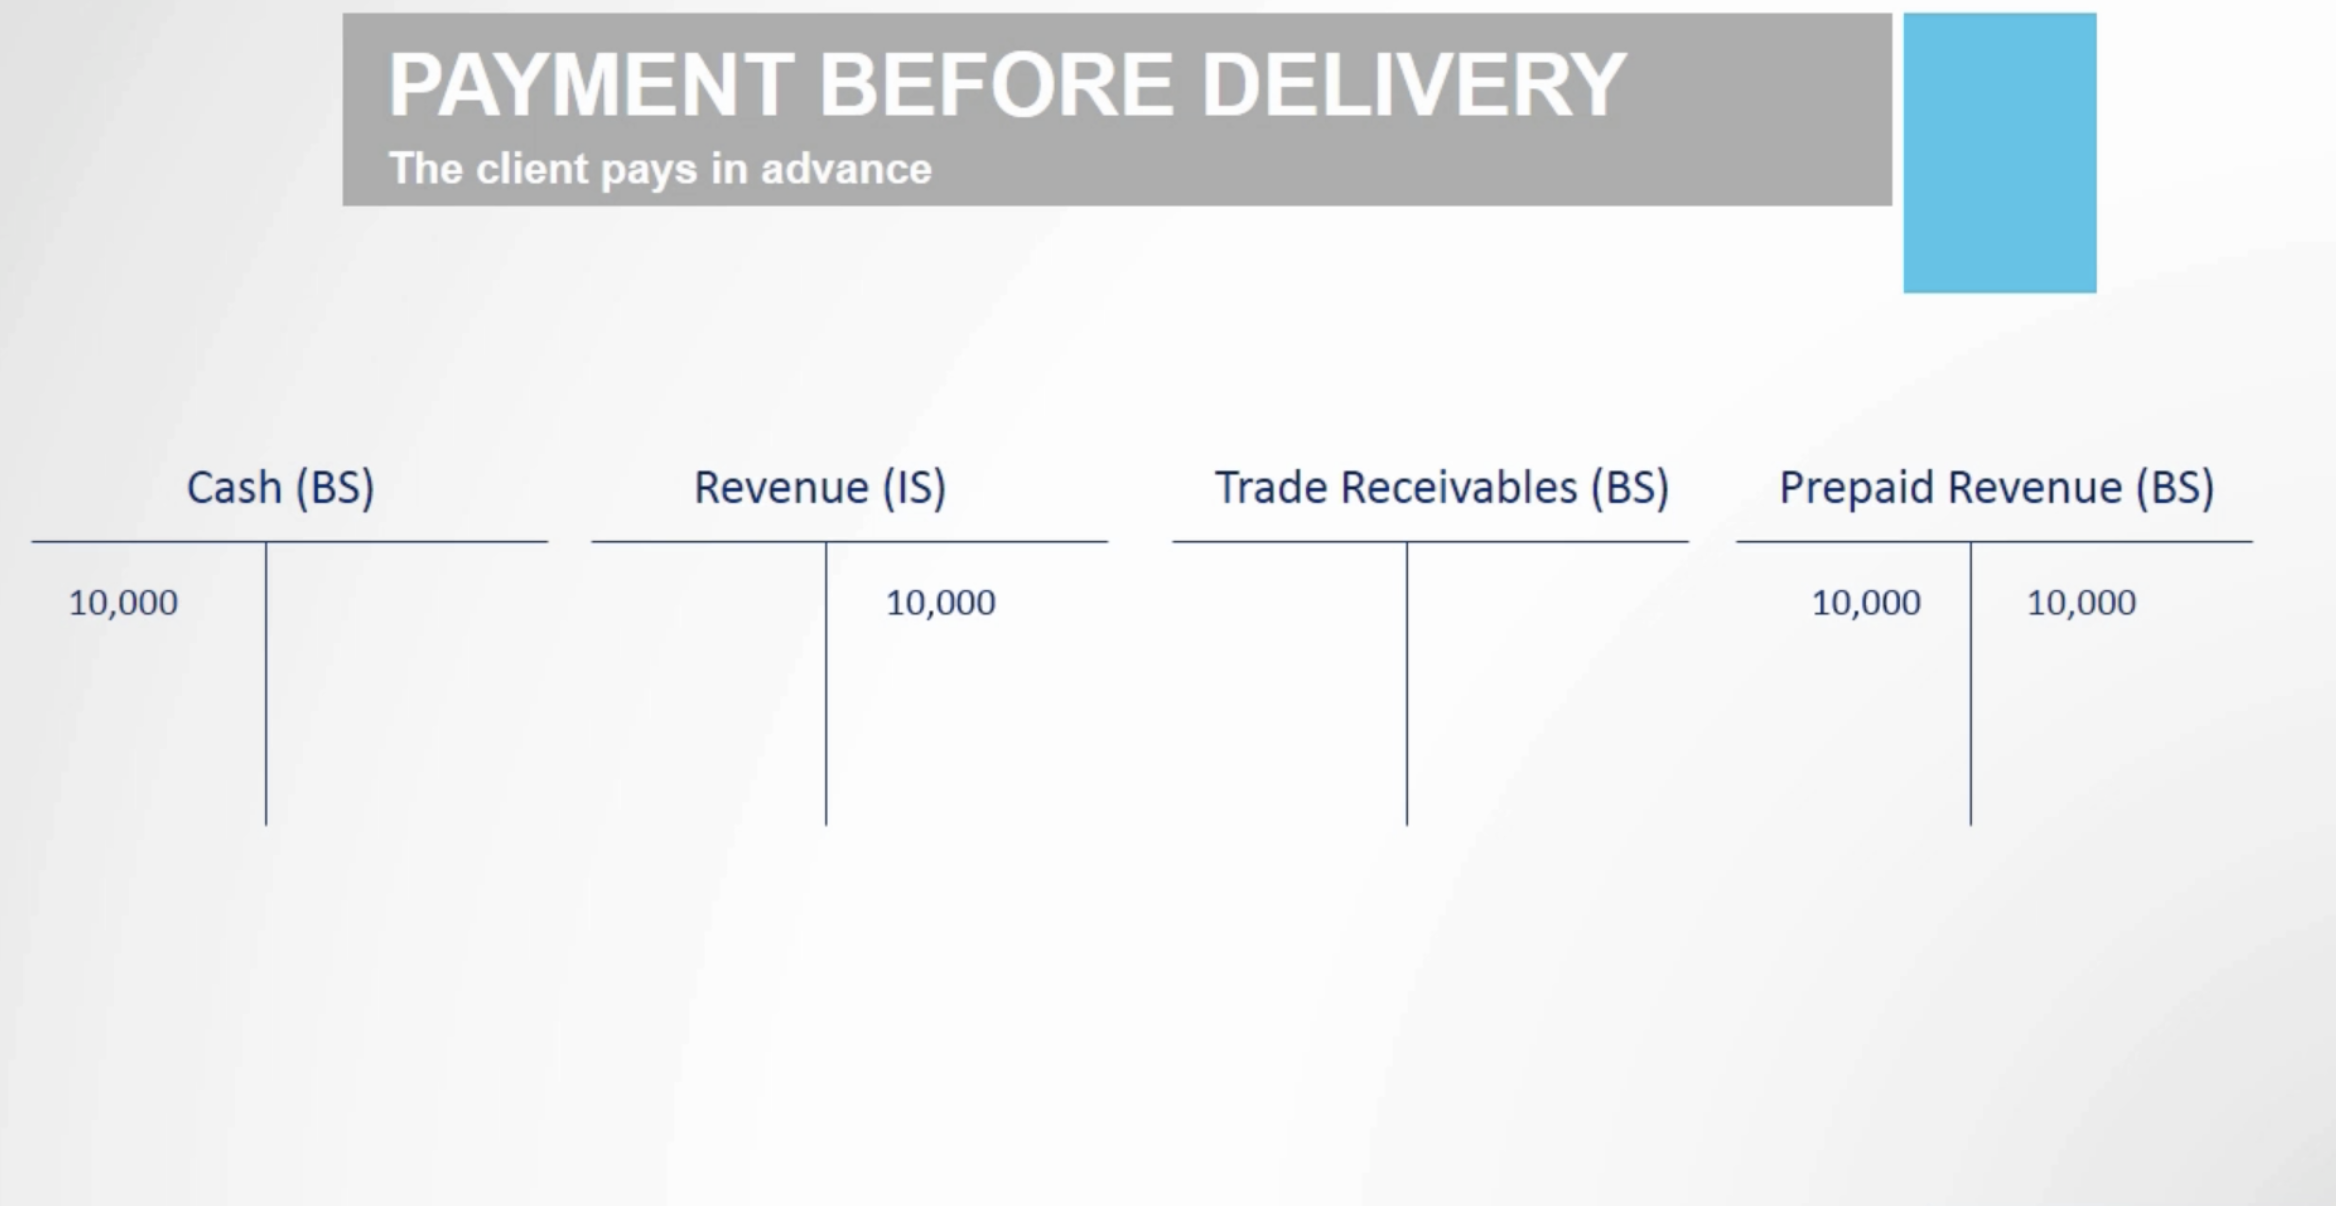 PAYMENT BEFORE DELIVERY
The client pays in advance
Cash (BS) Revenue (IS) Trade Receivables (BS) Prepaid Revenue (BS)
10,000 10,000 10,000 10,000